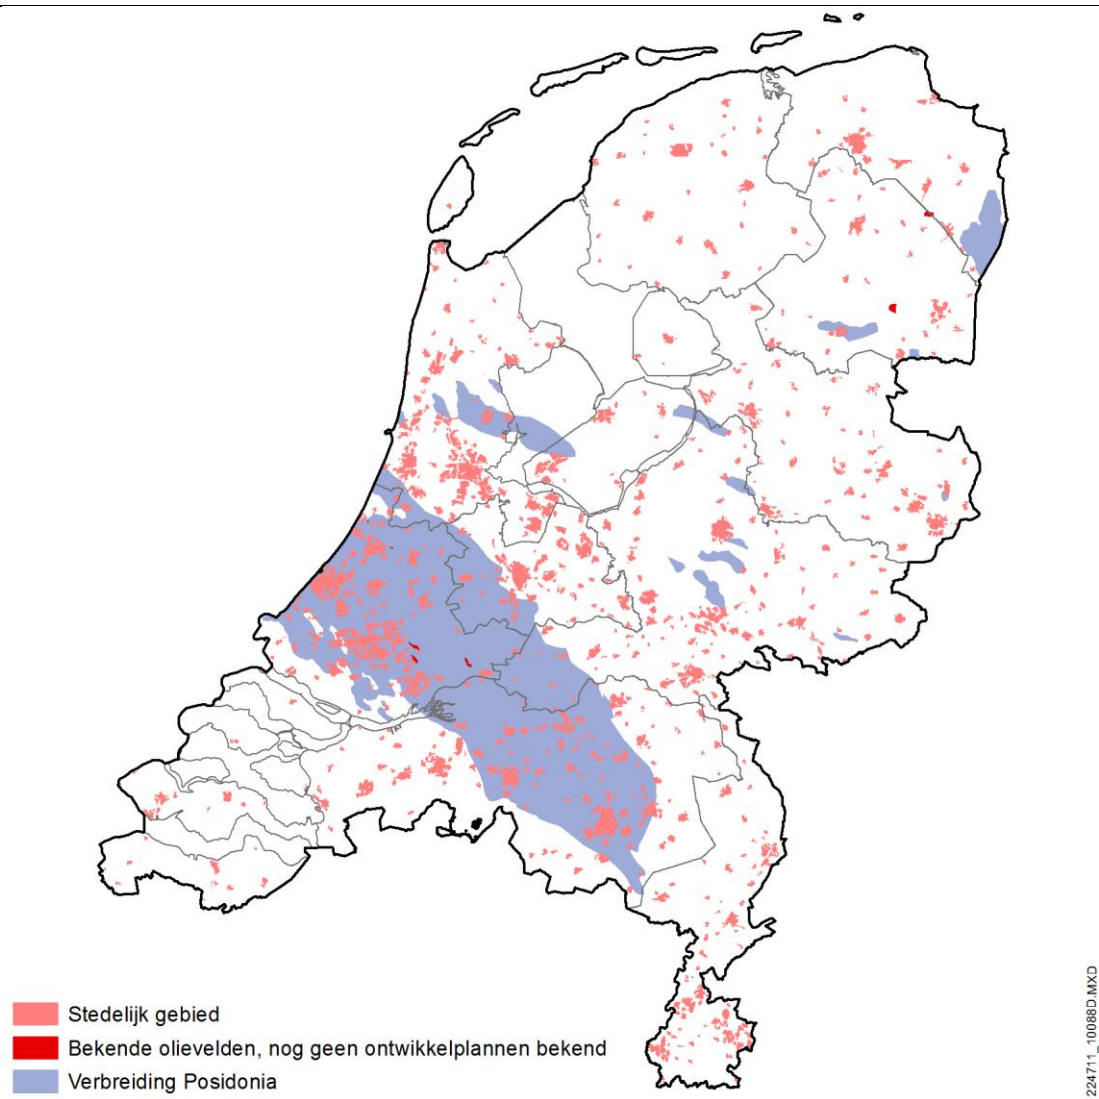 Stedelijk gebied
Bekende olievelden, nog geen ontwikkelplannen bekend
Verbreiding Posidonia
224711_10088D.MXD